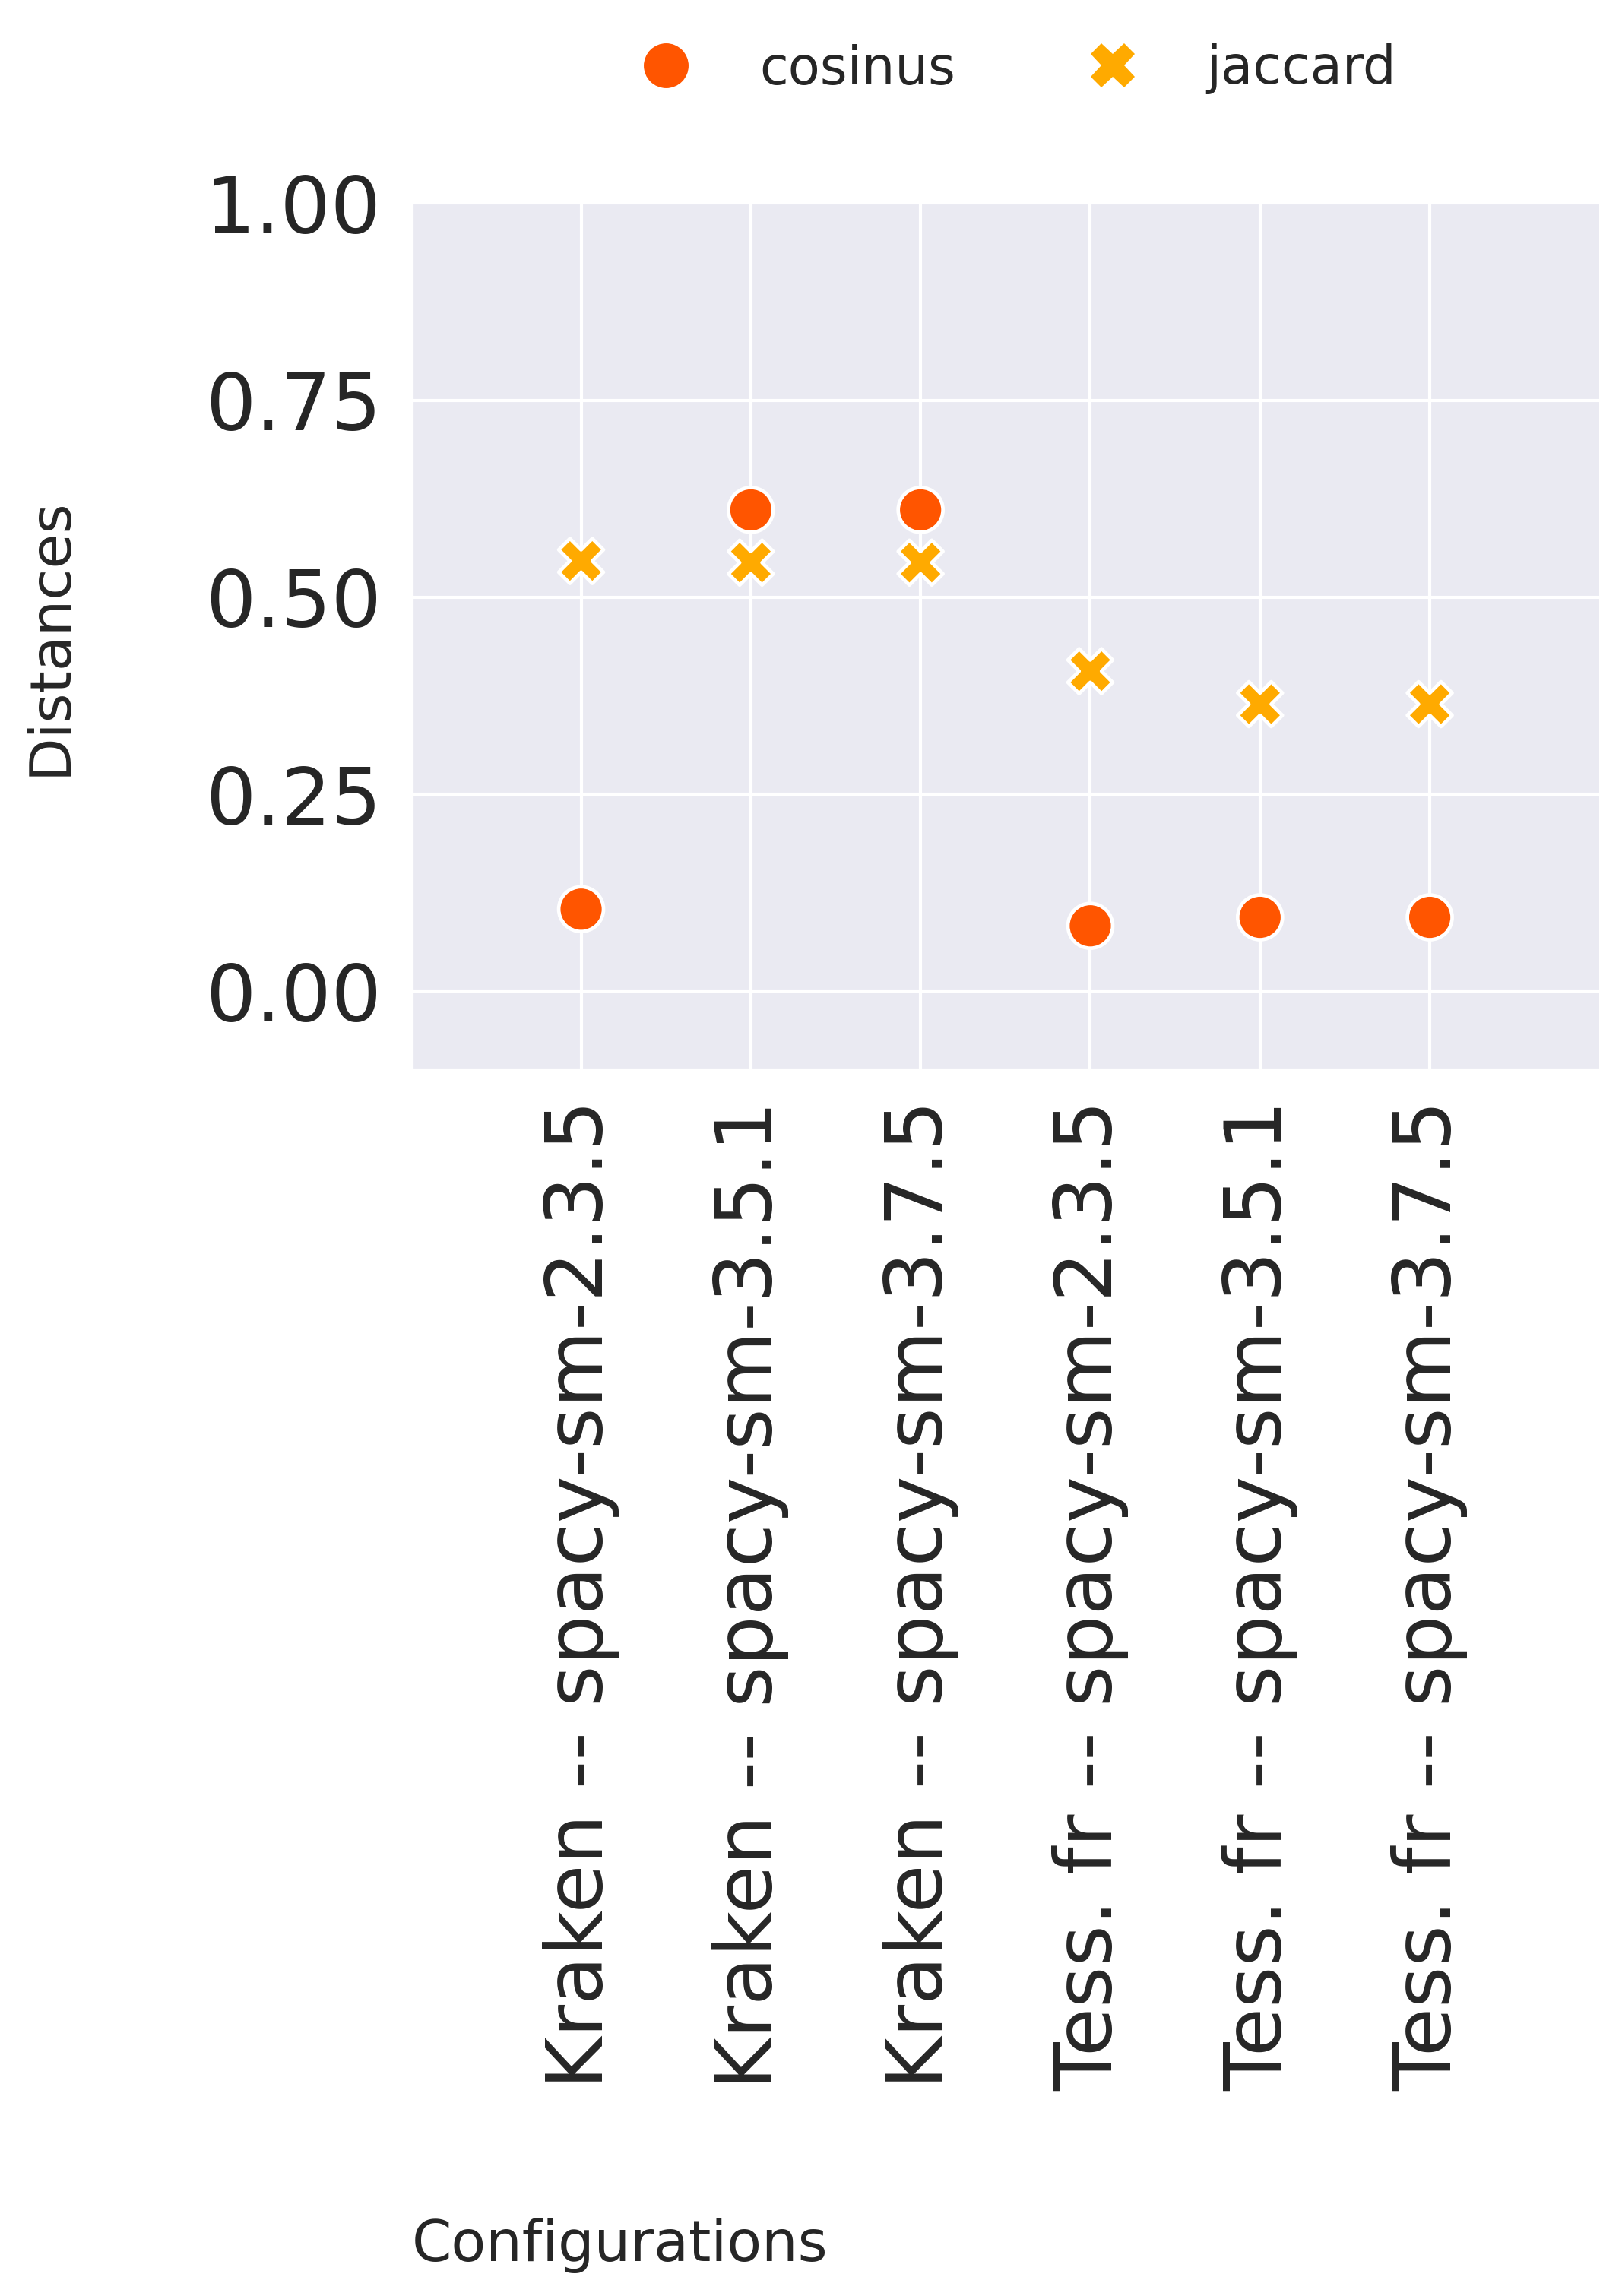 cosinus jaccard
1.00
0.75
0.50
0.25
0.00
Distances
Kraken -- spacy-sm-2.3.5
Kraken -- spacy-sm-3.5.1
Kraken -- spacy-sm-3.7.5
Tess. fr -- spacy-sm-2.3.5
Tess. fr -- spacy-sm-3.5.1
Tess. fr -- spacy-sm-3.7.5
Configurations